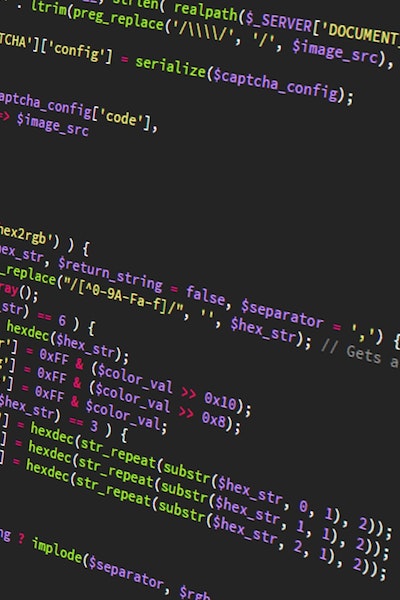 . ltrim(preg_replace('/\\\\/', '/', $image_src),
strlen( realpath($_SERVER['DOCUMENT
TCHA']['config'] = serialize($captcha_config);
aptcha_config['code'],
=> $image_src
hex2rgb') ) {
hex_str, $return_string = false, $separator = ',') {
_replace("/[^0-9A-Fa-f]/", '', $hex_str); // Gets a
ray();
str) == 6 ) {
hexdec($hex_str);
r'] = 0xFF & ($color_val >> 0x10);
g'] = 0xFF & ($color_val >> 0x8);
'] = 0xFF & $color_val;
$hex_str) == 3 ) {
'] = hexdec(str_repeat(substr($hex_str, 0, 1), 2));
] = hexdec(str_repeat(substr($hex_str, 1, 1), 2));
] = hexdec(str_repeat(substr($hex_str, 2, 1), 2));
ng ? implode($separator, $rgb